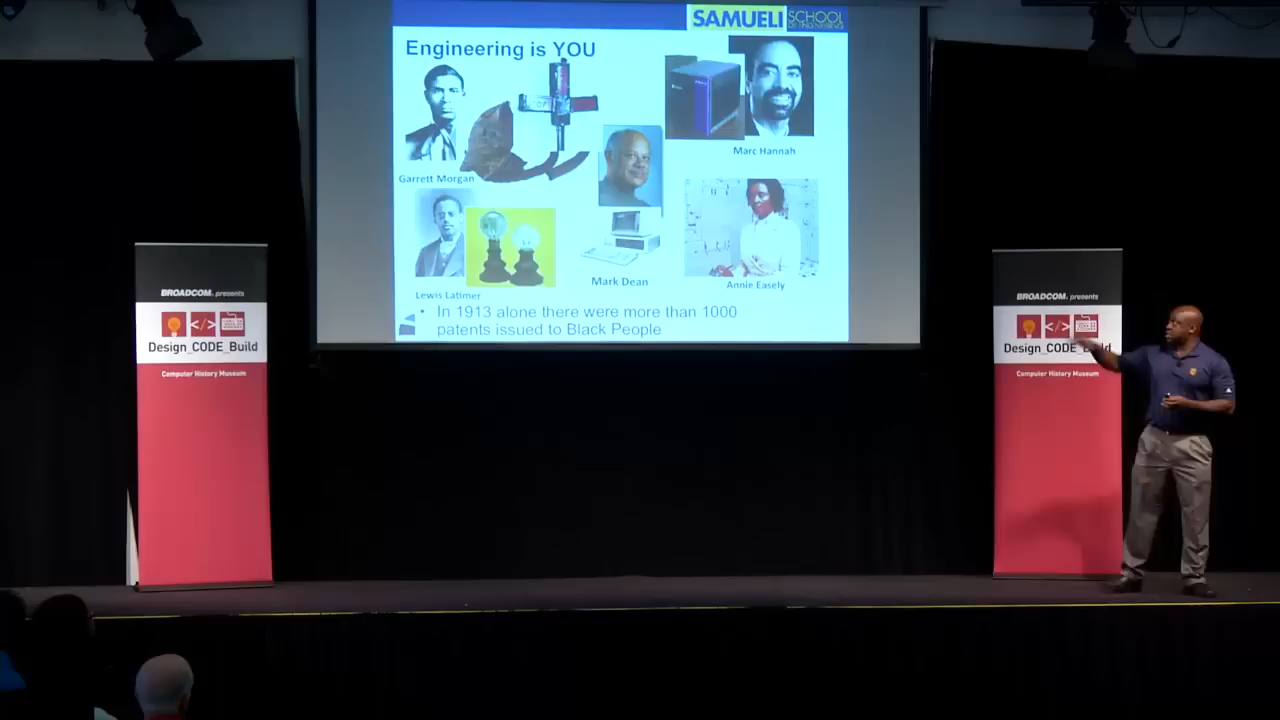 SAMUELI SCHOOL
OF ENGINEERING
Engineering is YOU
Marc Hannah
Garrett Morgan
Mark Dean
Annie Easely
Lewis Latimer
• In 1913 alone there were more than 1000
patents issued to Black People
BROADCOM. presents
</>
Design_CODE_Build
Computer History Museum
BROADCOM. presents
</>
Design_CODE_Build
Computer History Museum